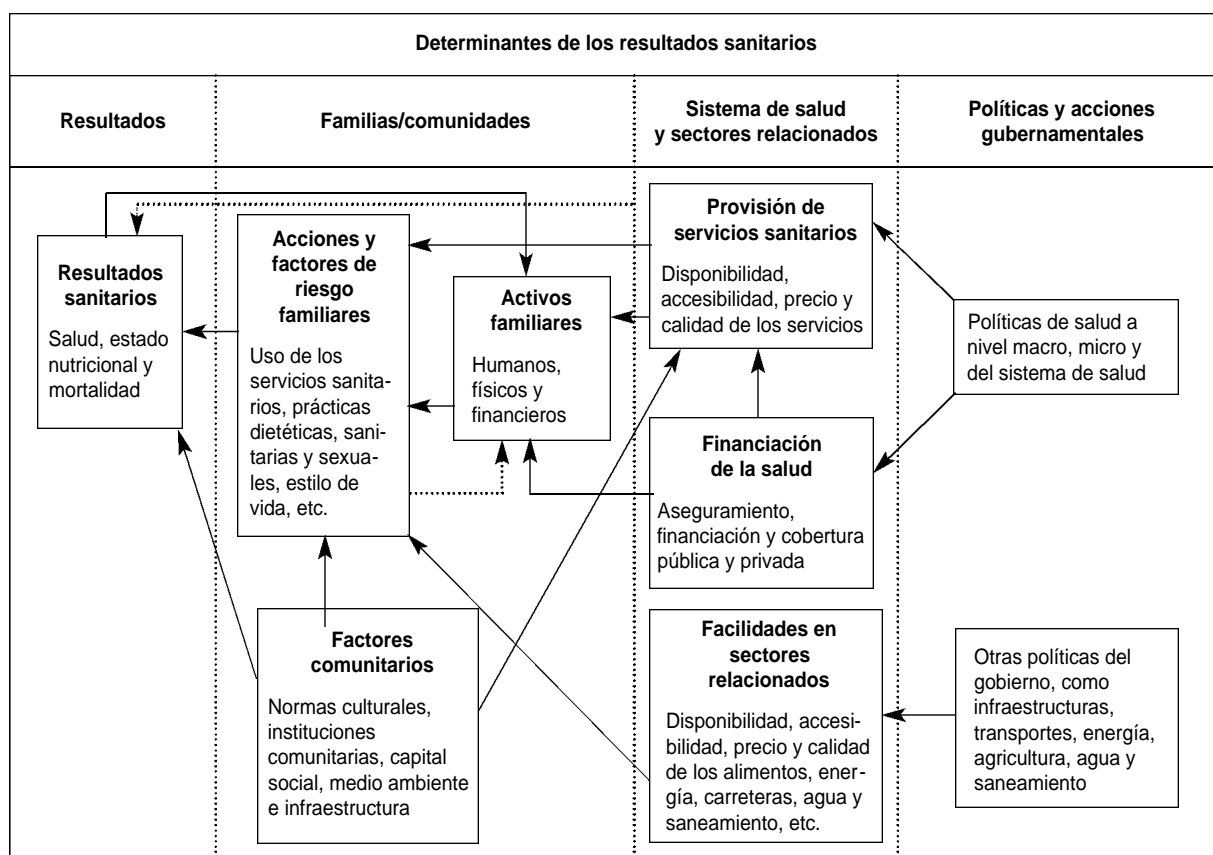 Determinantes de los resultados sanitarios
Resultados
Familias/comunidades
Sistema de salud
y sectores relacionados
Políticas y acciones
gubernamentales
Resultados
sanitarios
Salud, estado
nutricional y
mortalidad
Acciones y
factores de
riesgo
familiares
Uso de los
servicios sanita-
rios, prácticas
dietéticas, sani-
tarias y sexua-
les, estilo de
vida, etc.
Activos
familiares
Humanos,
físicos y
financieros
Factores
comunitarios
Normas culturales,
instituciones
comunitarias, capital
social, medio ambiente
e infraestructura
Provisión de
servicios sanitarios
Disponibilidad,
accesibilidad, precio y
calidad de los servicios
Financiación
de la salud
Aseguramiento,
financiación y cobertura
pública y privada
Facilidades en
sectores
relacionados
Disponibilidad, accesi-
bilidad, precio y calidad
de los alimentos, ener-
gía, carreteras, agua y
saneamiento, etc.
Políticas de salud a
nivel macro, micro y
del sistema de salud
Otras políticas del
gobierno, como
infraestructuras,
transportes, energía,
agricultura, agua y
saneamiento